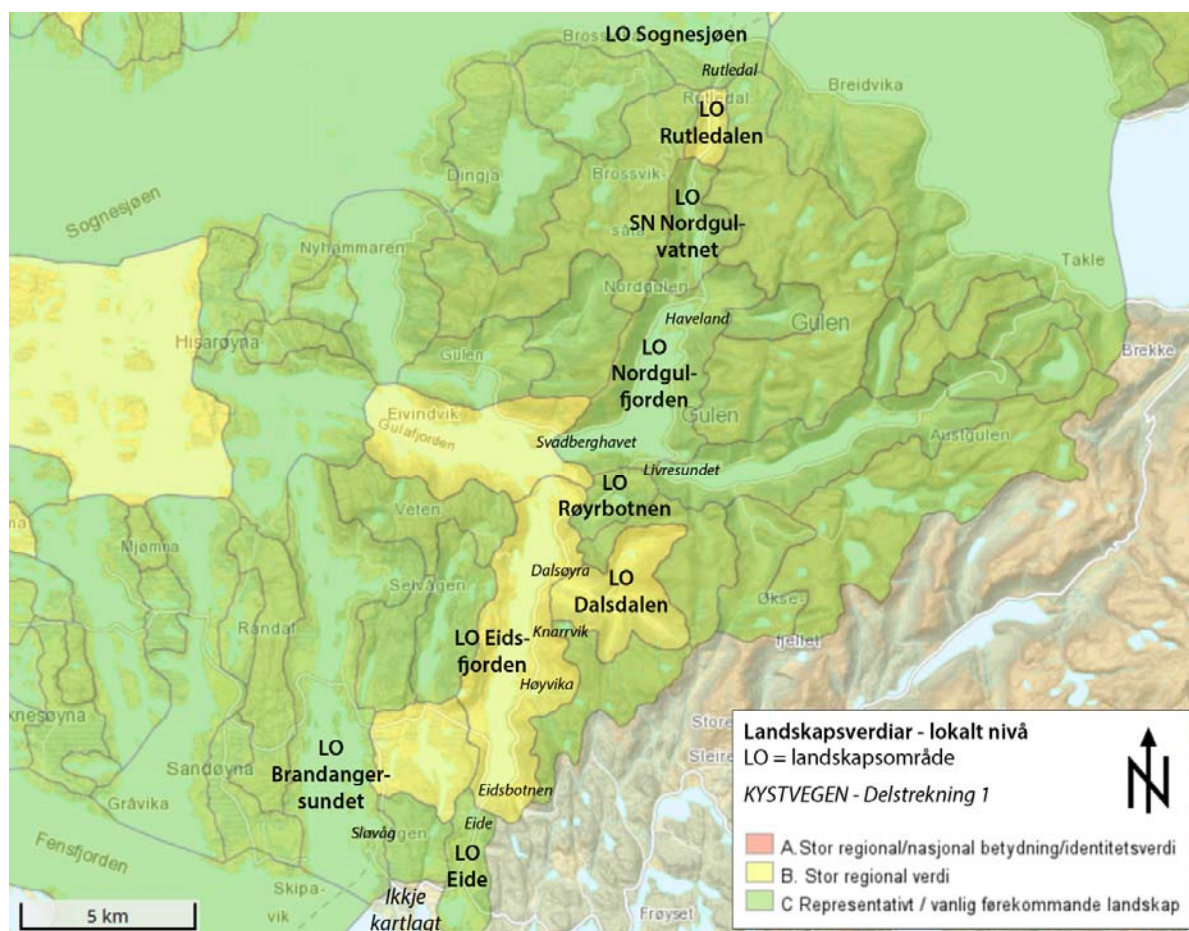 LO Sognesjøen
Rutledal
Rutledal
Breidvika
LO
Rutledalen
Dingja
Brossvik-
såta
LO
SN Nordgul-
vatnet
Sognesjøen
Nyhammaren
Takle
Nordgulen
Haveland
Gulen
Hisarøyna
Gulen
LO
Nordgul-
fjorden
Brekke
Eivindvik
Gulafjorden
Gulen
Svadberghavet
Austgulen
Livresundet
LO
Røyrbotnen
Veten
Mjømna
Dalsøyra
Selvågen
LO
Dalsdalen
Økse-
fjellet
Randal
Knarrvik
LO Eids-
fjorden
Høyvika
LO
Brandanger-
sundet
Sandøyna
Gråvika
Eidsbotnen
Sløvåg
Eide
LO
Eide
Fensfjorden
Skipa-
vik
Ikkje
kartlagt
Frøyset
5 km
Landskapsverdiar - lokalt nivå
LO = landskapsområde
KYSTVEGEN - Delstrekning 1
N
A. Stor regional/nasjonal betydning/identitetsverdi
B. Stor regional verdi
C Representativt / vanlig førekommande landskap